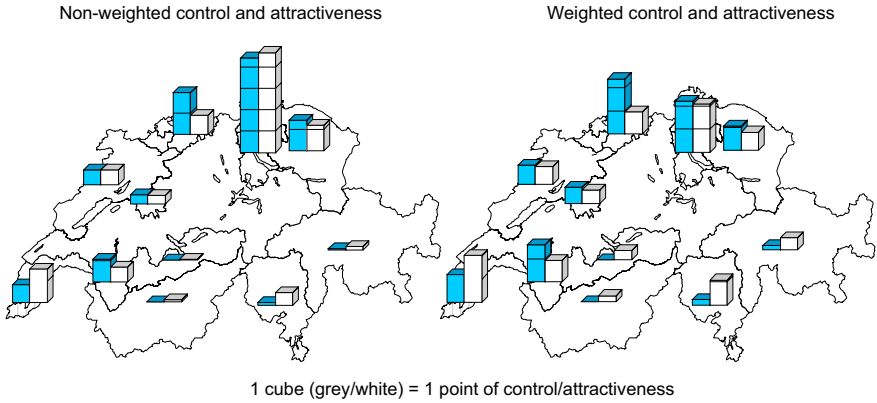 Non-weighted control and attractiveness
Weighted control and attractiveness
1 cube (grey/white) = 1 point of control/attractiveness